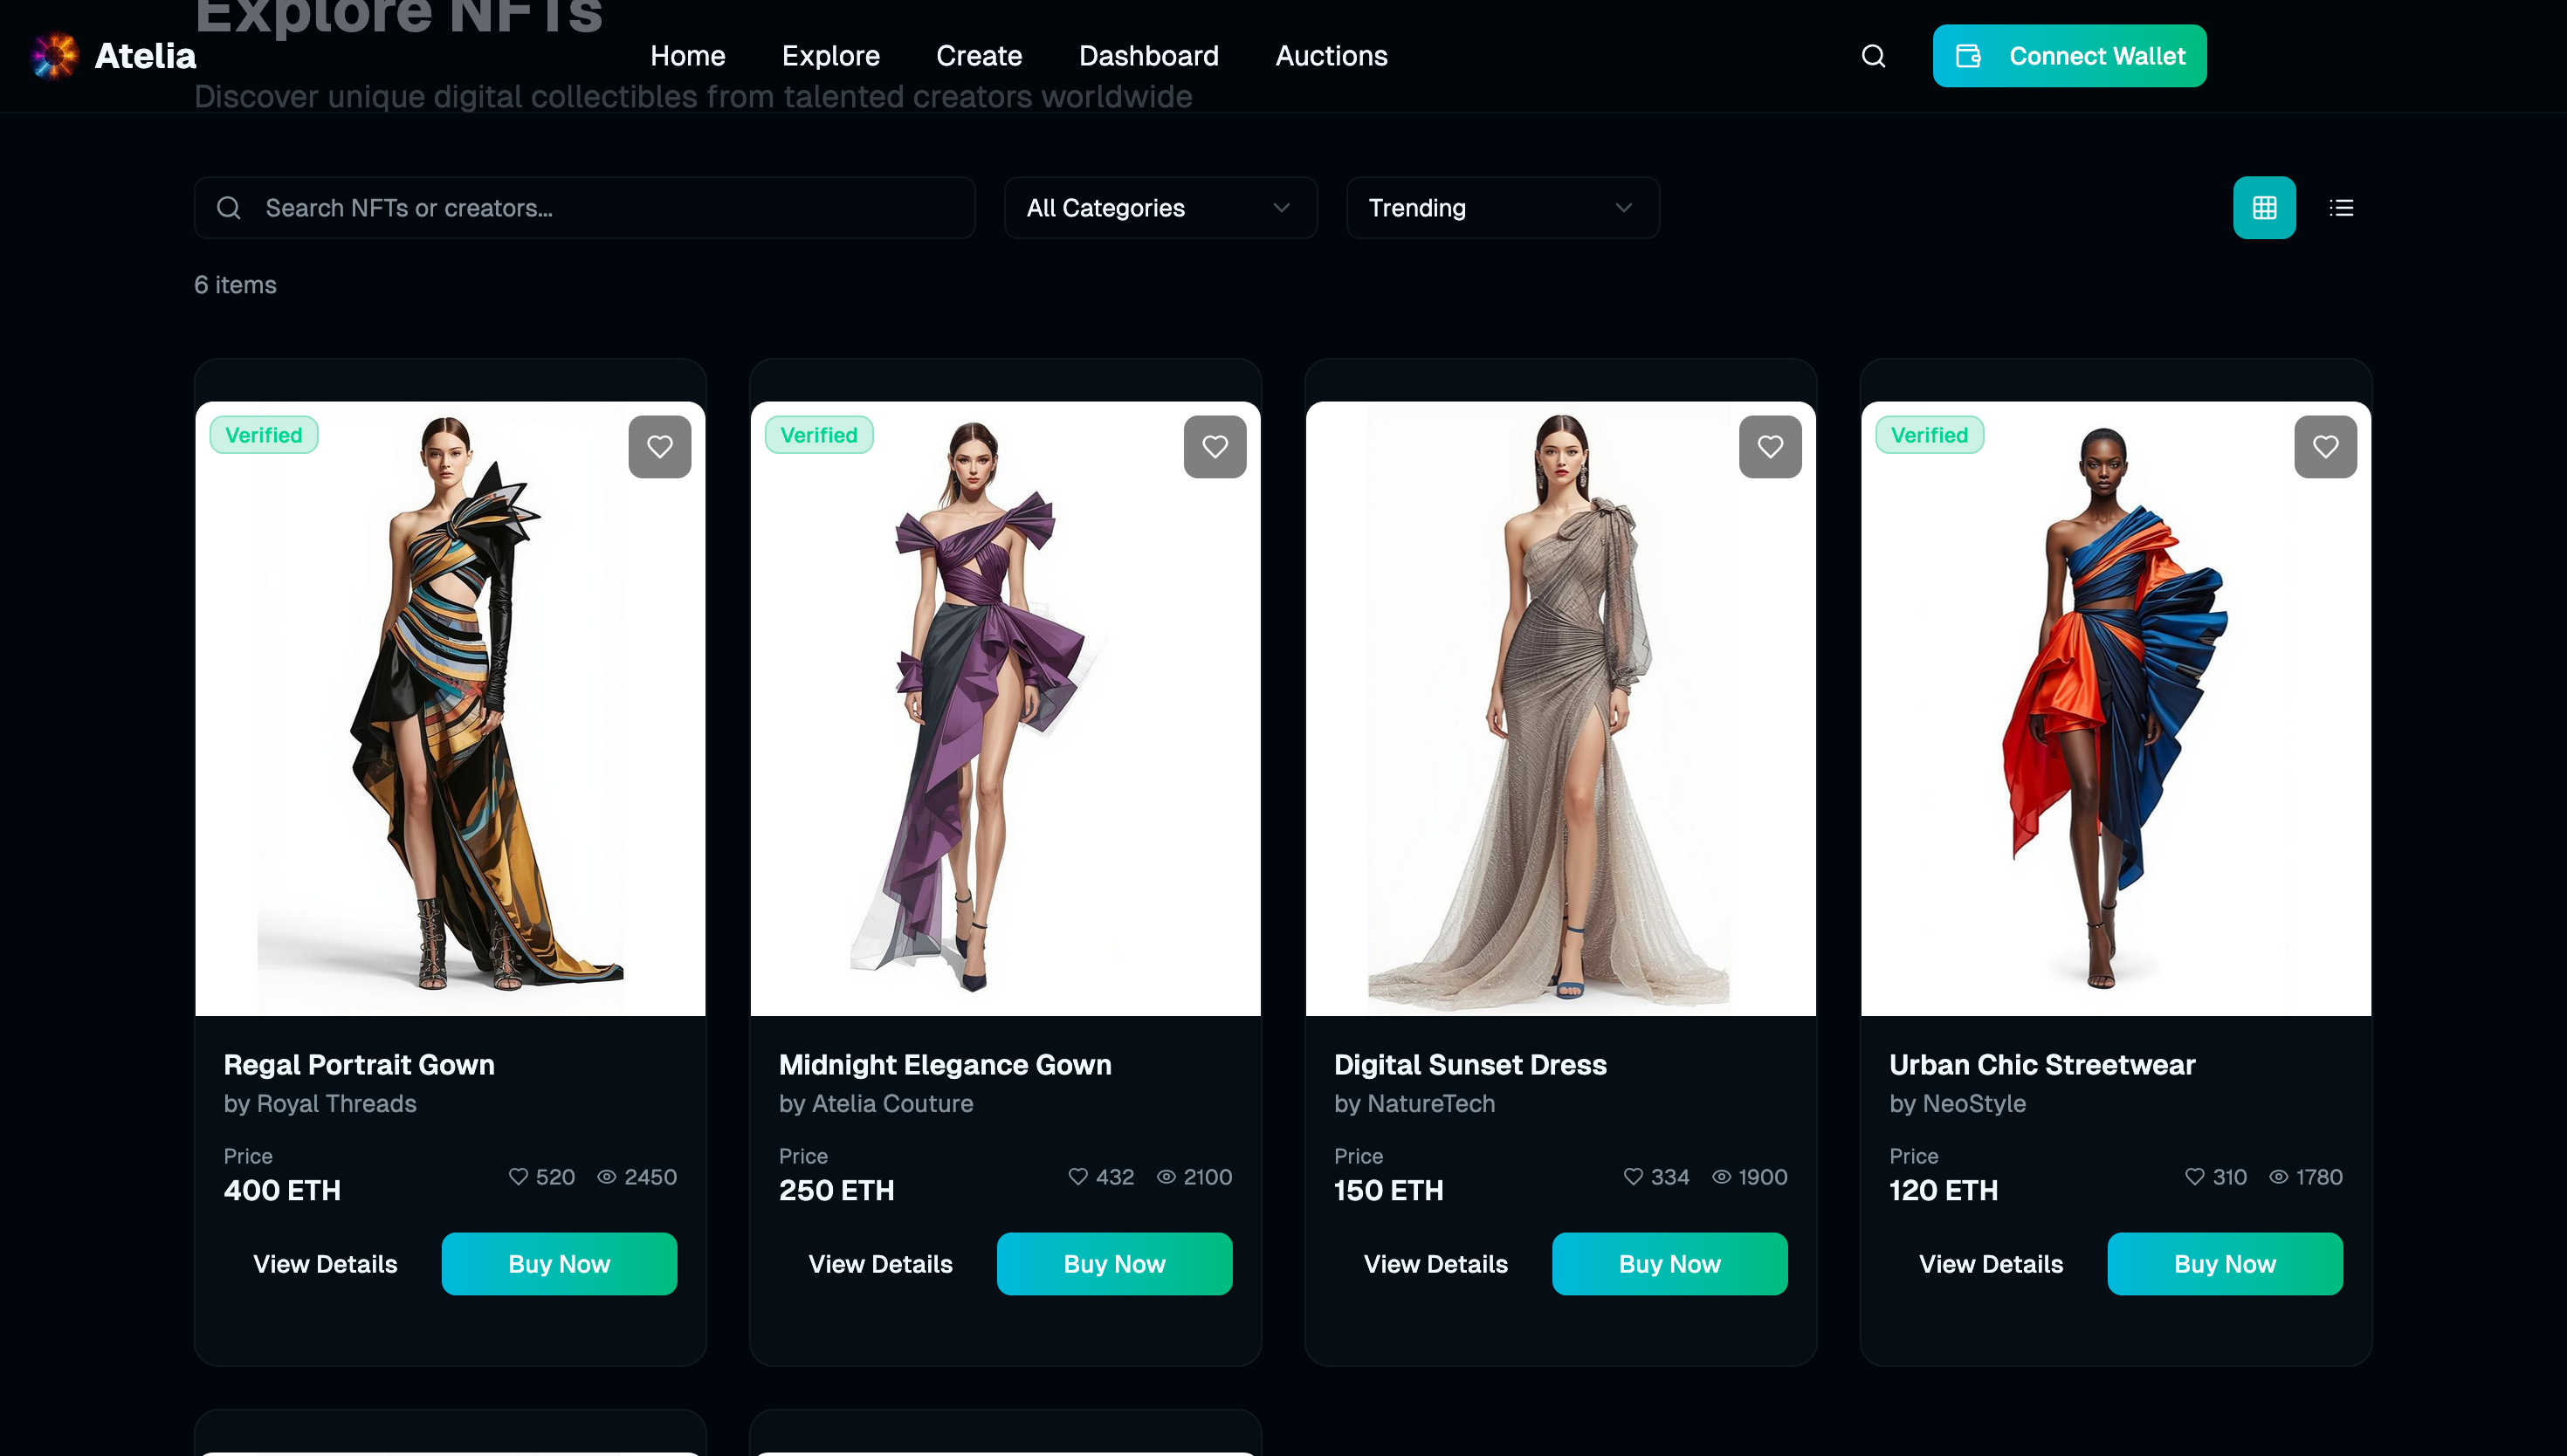 Explore NFTs
Atelia
Home Explore Create Dashboard Auctions
Connect Wallet
Discover unique digital collectibles from talented creators worldwide
Search NFTs or creators...
All Categories
Trending
6 items
Verified
Verified
Verified
Regal Portrait Gown
by Royal Threads
Price
400 ETH
520 2450
View Details
Buy Now
Midnight Elegance Gown
by Atelia Couture
Price
250 ETH
432 2100
View Details
Buy Now
Digital Sunset Dress
by NatureTech
Price
150 ETH
334 1900
View Details
Buy Now
Urban Chic Streetwear
by NeoStyle
Price
120 ETH
310 1780
View Details
Buy Now